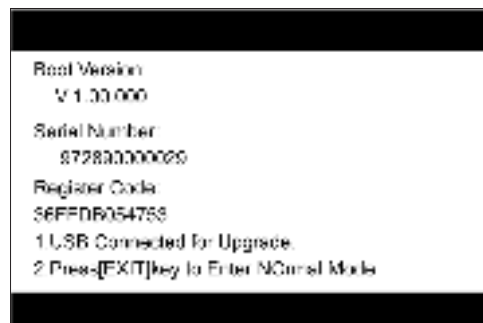 Boot Version:
V 1.00.000
Serial Number:
972890000029
Register Code:
36FFDB054753
1 USB Connected for Upgrade.
2 Press[EXIT]key to Enter NOrmal Mode